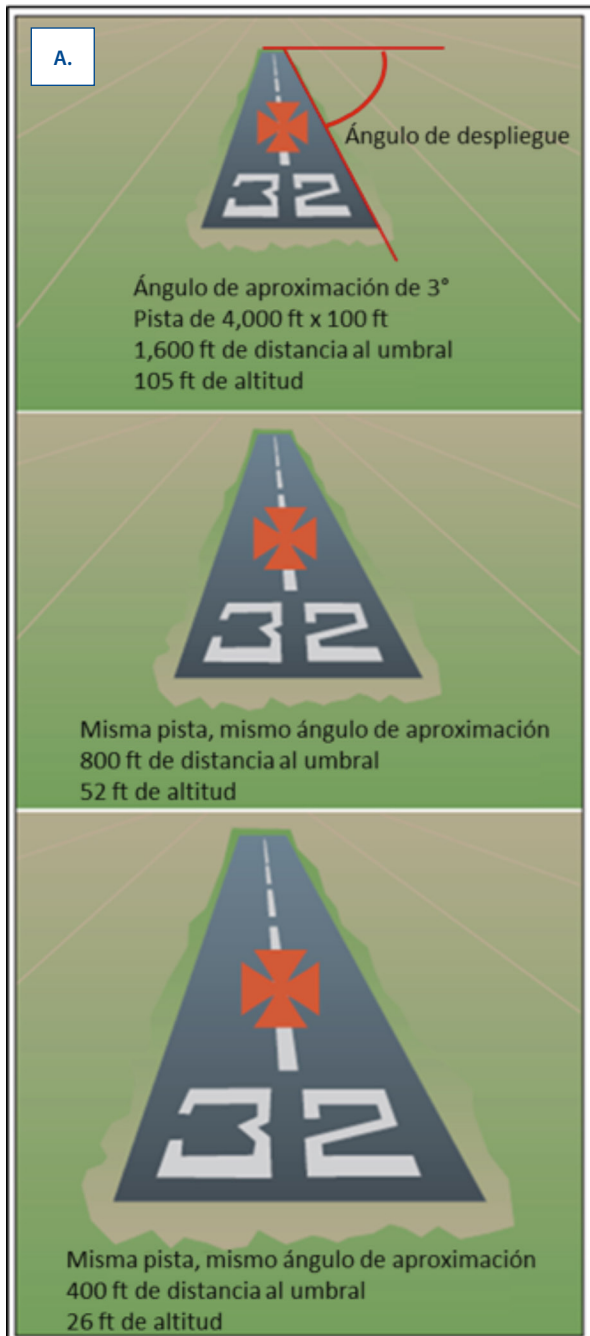 A.
Ángulo de despliegue
32
Ángulo de aproximación de 3°
Pista de 4,000 ft x 100 ft
1,600 ft de distancia al umbral
105 ft de altitud
32
Misma pista, mismo ángulo de aproximación
800 ft de distancia al umbral
52 ft de altitud
32
Misma pista, mismo ángulo de aproximación
400 ft de distancia al umbral
26 ft de altitud